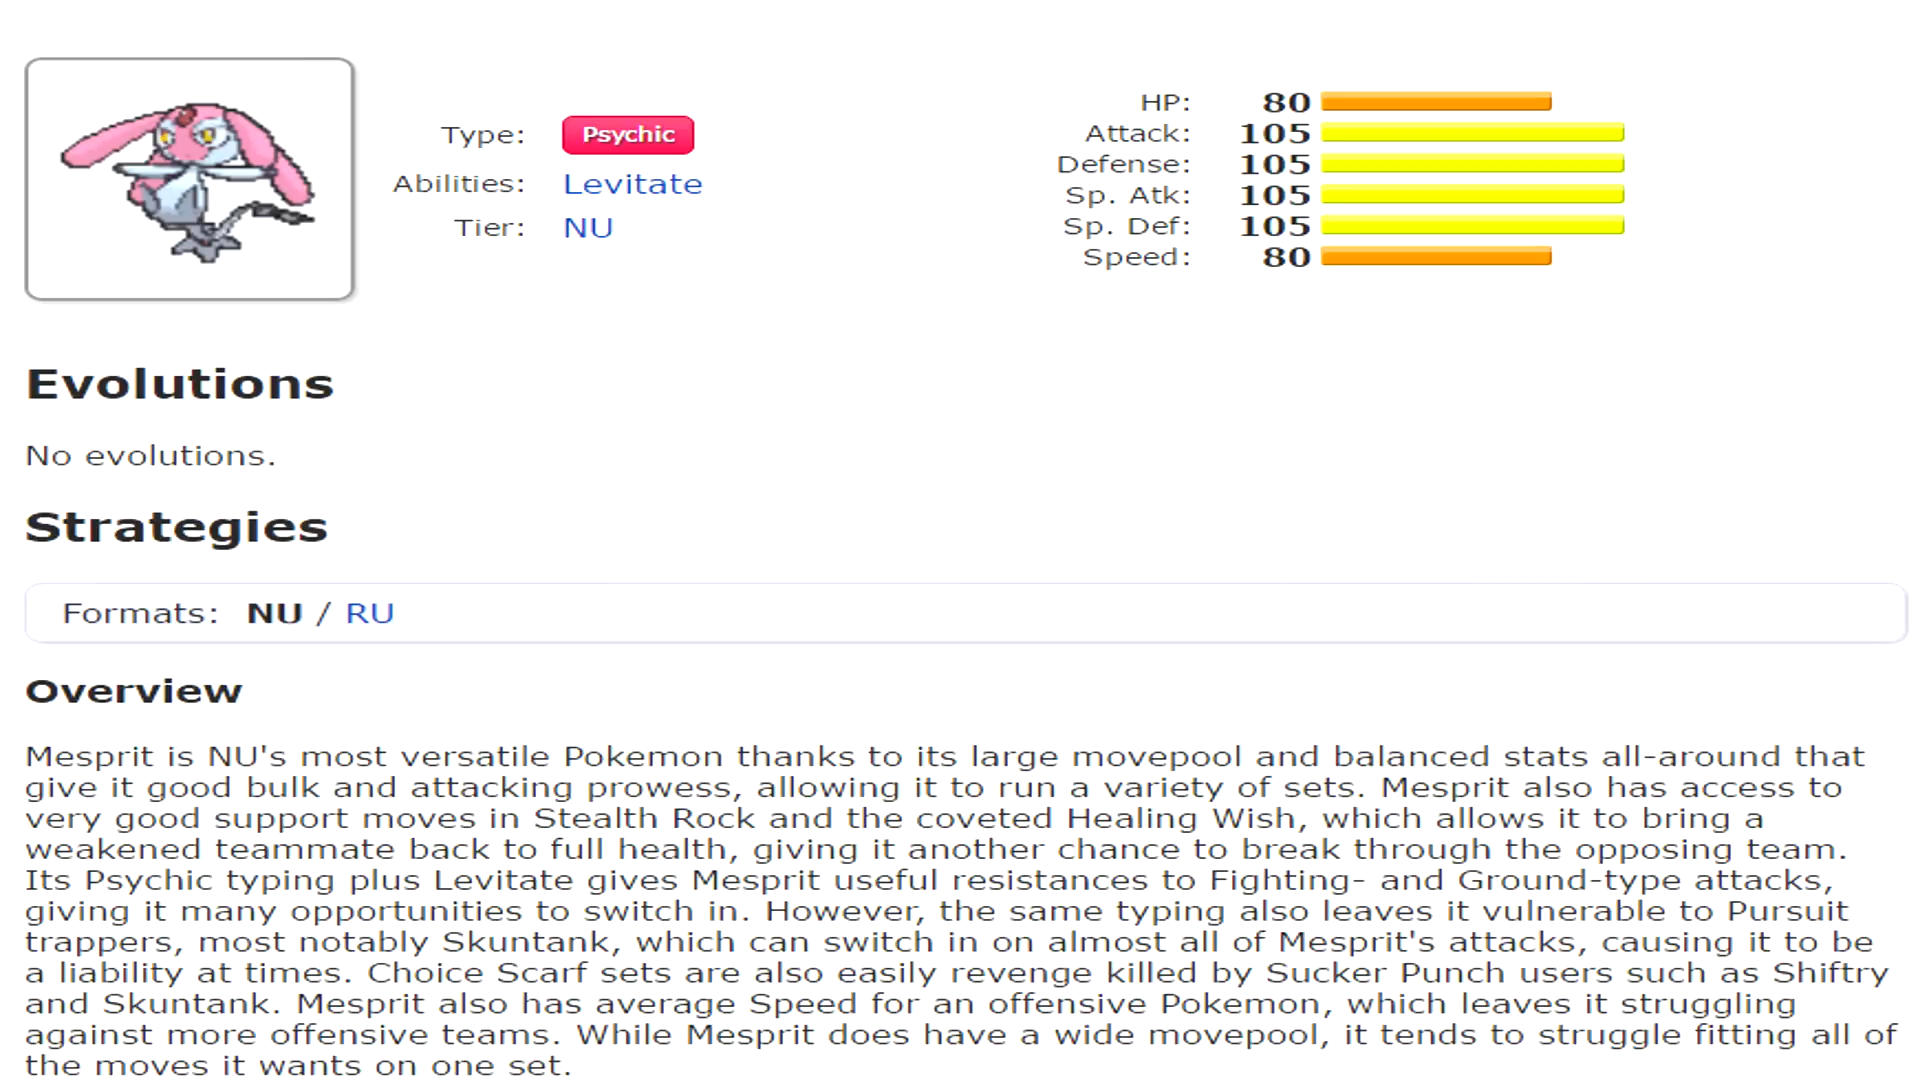 HP: 80
Attack: 105
Type: Psychic
Defense: 105
Abilities: Levitate
Sp. Atk: 105
Tier: NU
Sp. Def: 105
Speed: 80
Evolutions
No evolutions.
Strategies
Formats: NU / RU
Overview
Mesprit is NU's most versatile Pokemon thanks to its large movepool and balanced stats all-around that
give it good bulk and attacking prowess, allowing it to run a variety of sets. Mesprit also has access to
very good support moves in Stealth Rock and the coveted Healing Wish, which allows it to bring a
weakened teammate back to full health, giving it another chance to break through the opposing team.
Its Psychic typing plus Levitate gives Mesprit useful resistances to Fighting- and Ground-type attacks,
giving it many opportunities to switch in. However, the same typing also leaves it vulnerable to Pursuit
trappers, most notably Skuntank, which can switch in on almost all of Mesprit's attacks, causing it to be
a liability at times. Choice Scarf sets are also easily revenge killed by Sucker Punch users such as Shiftry
and Skuntank. Mesprit also has average Speed for an offensive Pokemon, which leaves it struggling
against more offensive teams. While Mesprit does have a wide movepool, it tends to struggle fitting all of
the moves it wants on one set.